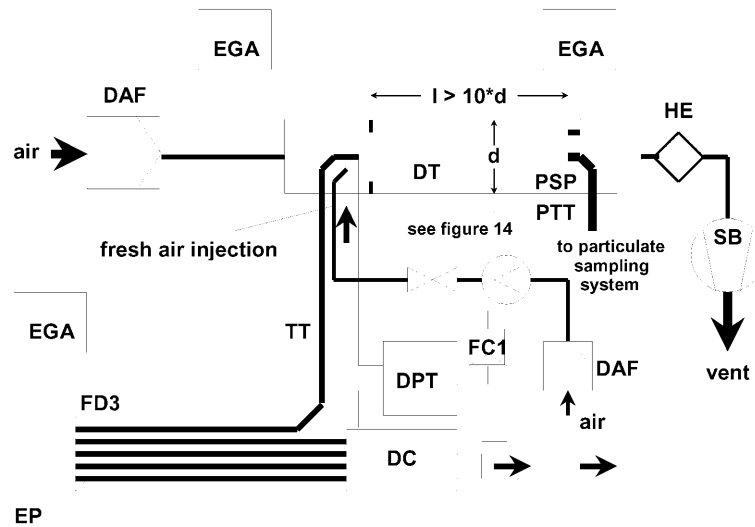 EGA
EGA
DAF
l > 10*d
HE
air
d
DT
PSP
PTT
SB
fresh air injection
see figure 14
to particulate
sampling
system
EGA
TT
FC1
vent
DPT
DAF
FD3
air
DC
EP